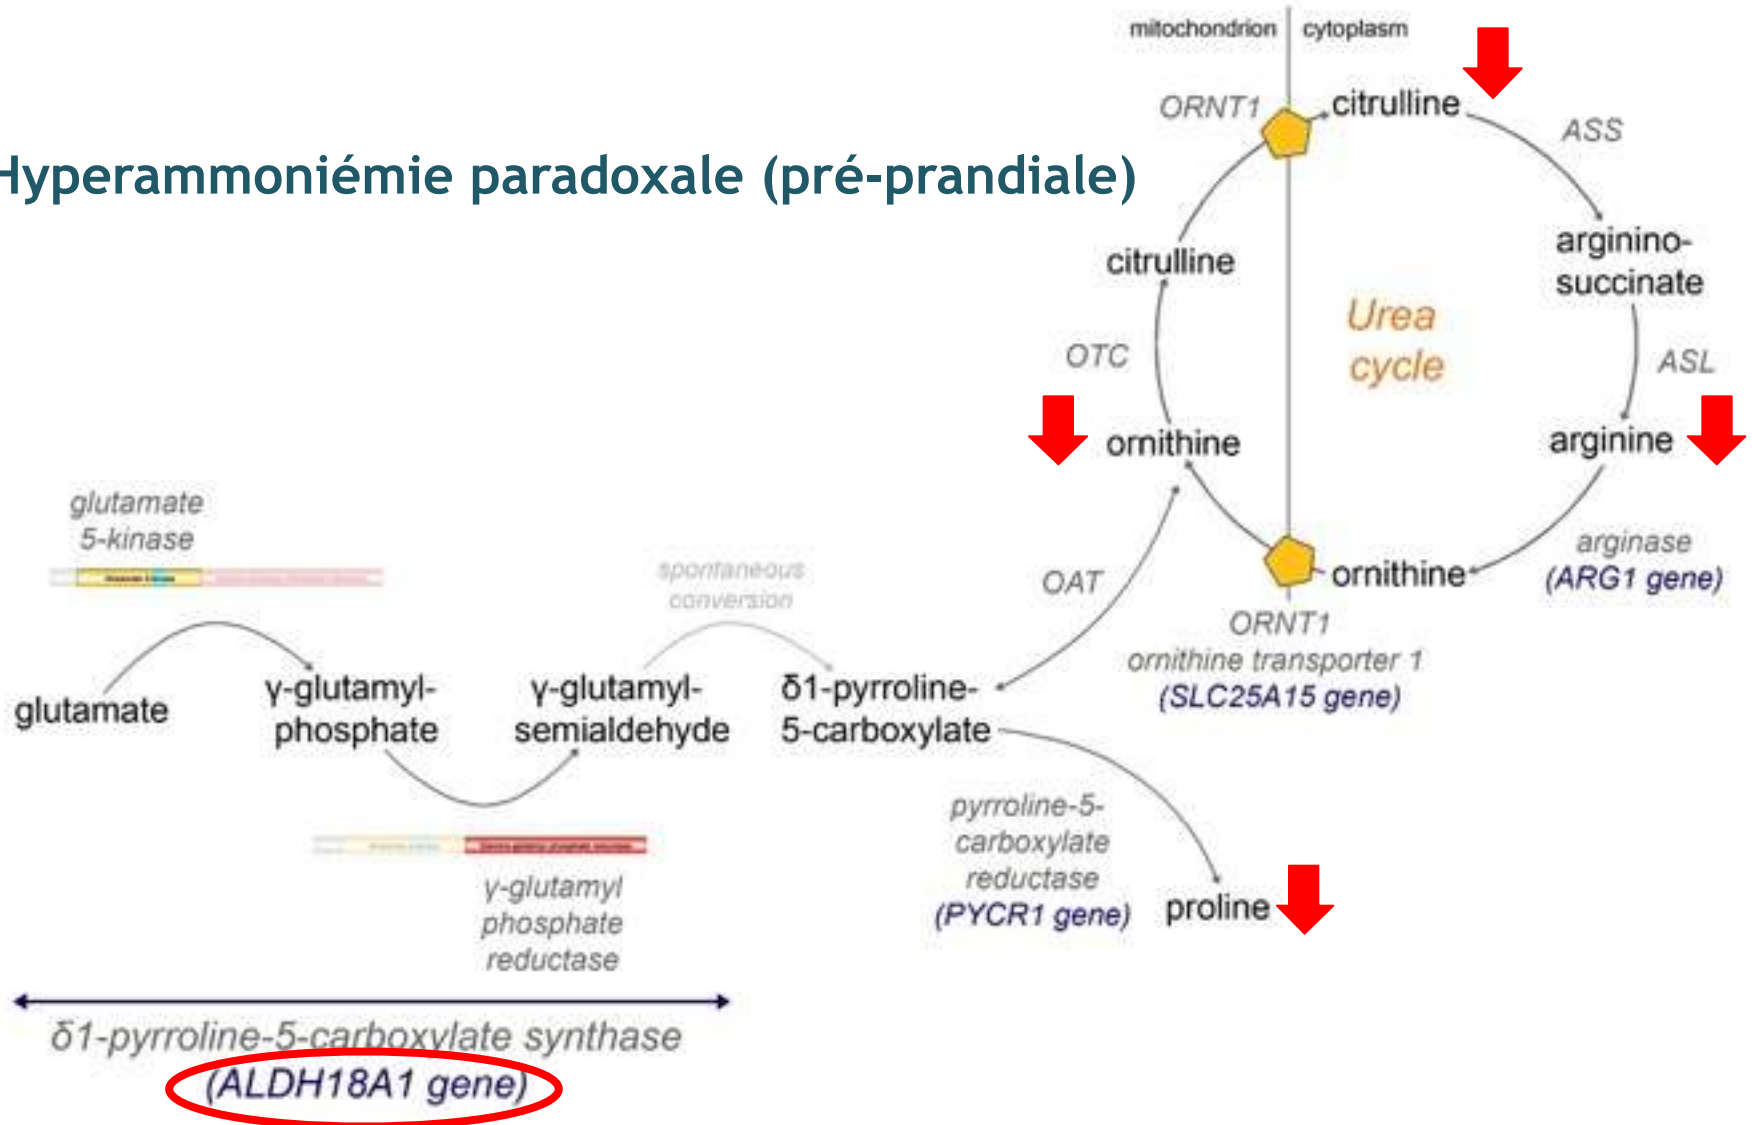 Hyperammoniémie paradoxale (pré-prandiale)
mitochondrion
cytoplasm
ORNT1
citrulline
ASS
citrulline
arginino-
succinate
Urea
cycle
OTC
ASL
ornithine
arginine
glutamate
5-kinase
spontaneous
conversion
OAT
ornithine
arginase
(ARG1 gene)
ORNT1
ornithine transporter 1
(SLC25A15 gene)
glutamate
γ-glutamyl-
phosphate
γ-glutamyl-
semialdehyde
δ1-pyrroline-
5-carboxylate
pyrroline-5-
carboxylate
reductase
(PYCR1 gene)
proline
γ-glutamyl
phosphate
reductase
δ1-pyrroline-5-carboxylate synthase
(ALDH18A1 gene)